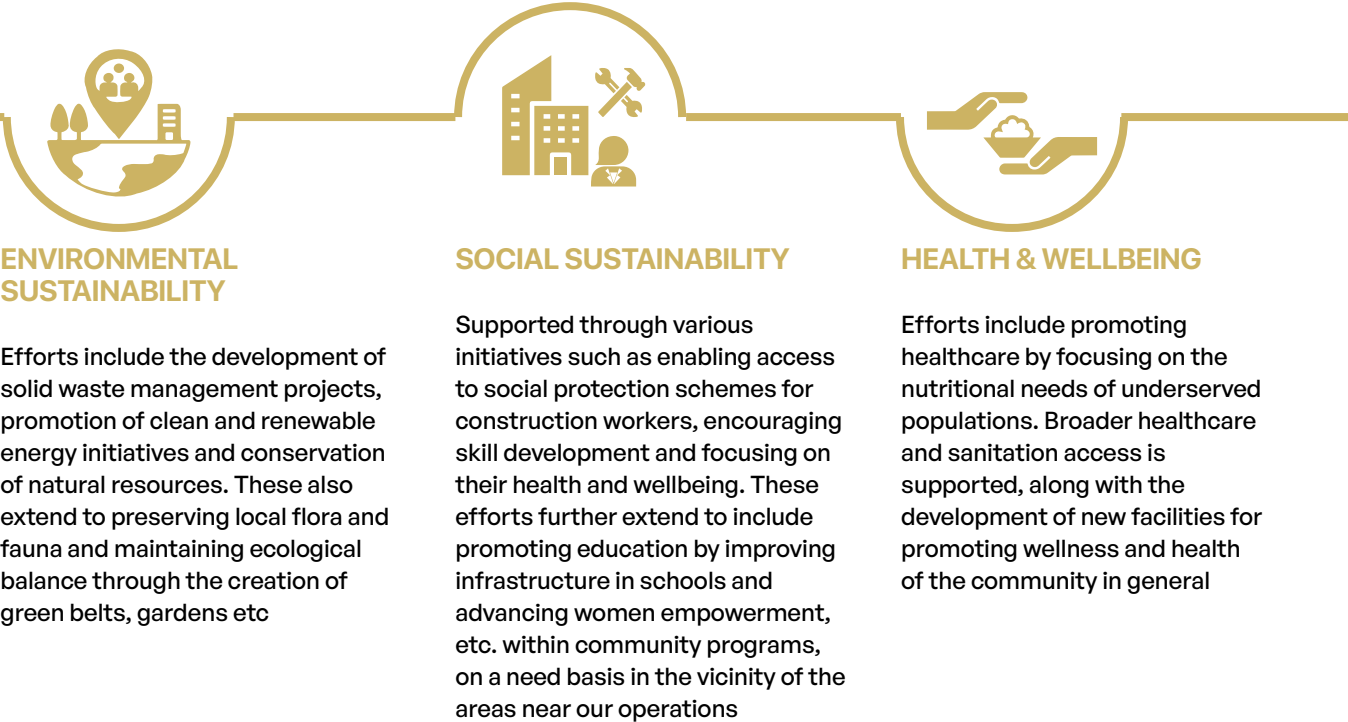 ENVIRONMENTAL
SUSTAINABILITY
Efforts include the development of
solid waste management projects,
promotion of clean and renewable
energy initiatives and conservation
of natural resources. These also
extend to preserving local flora and
fauna and maintaining ecological
balance through the creation of
green belts, gardens etc
SOCIAL SUSTAINABILITY
Supported through various
initiatives such as enabling access
to social protection schemes for
construction workers, encouraging
skill development and focusing on
their health and wellbeing. These
efforts further extend to include
promoting education by improving
infrastructure in schools and
advancing women empowerment,
etc. within community programs,
on a need basis in the vicinity of the
areas near our operations
HEALTH & WELLBEING
Efforts include promoting
healthcare by focusing on the
nutritional needs of underserved
populations. Broader healthcare
and sanitation access is
supported, along with the
development of new facilities for
promoting wellness and health
of the community in general